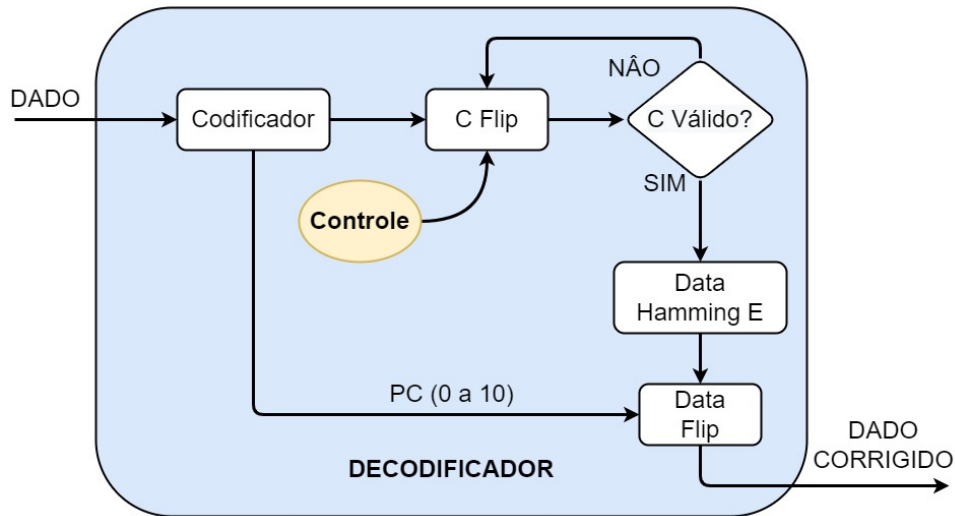 DADO
Codificador
C Flip
NÂO
C Válido?
SIM
Controle
Data
Hamming E
PC (0 a 10)
Data
Flip
DECODIFICADOR
DADO
CORRIGIDO